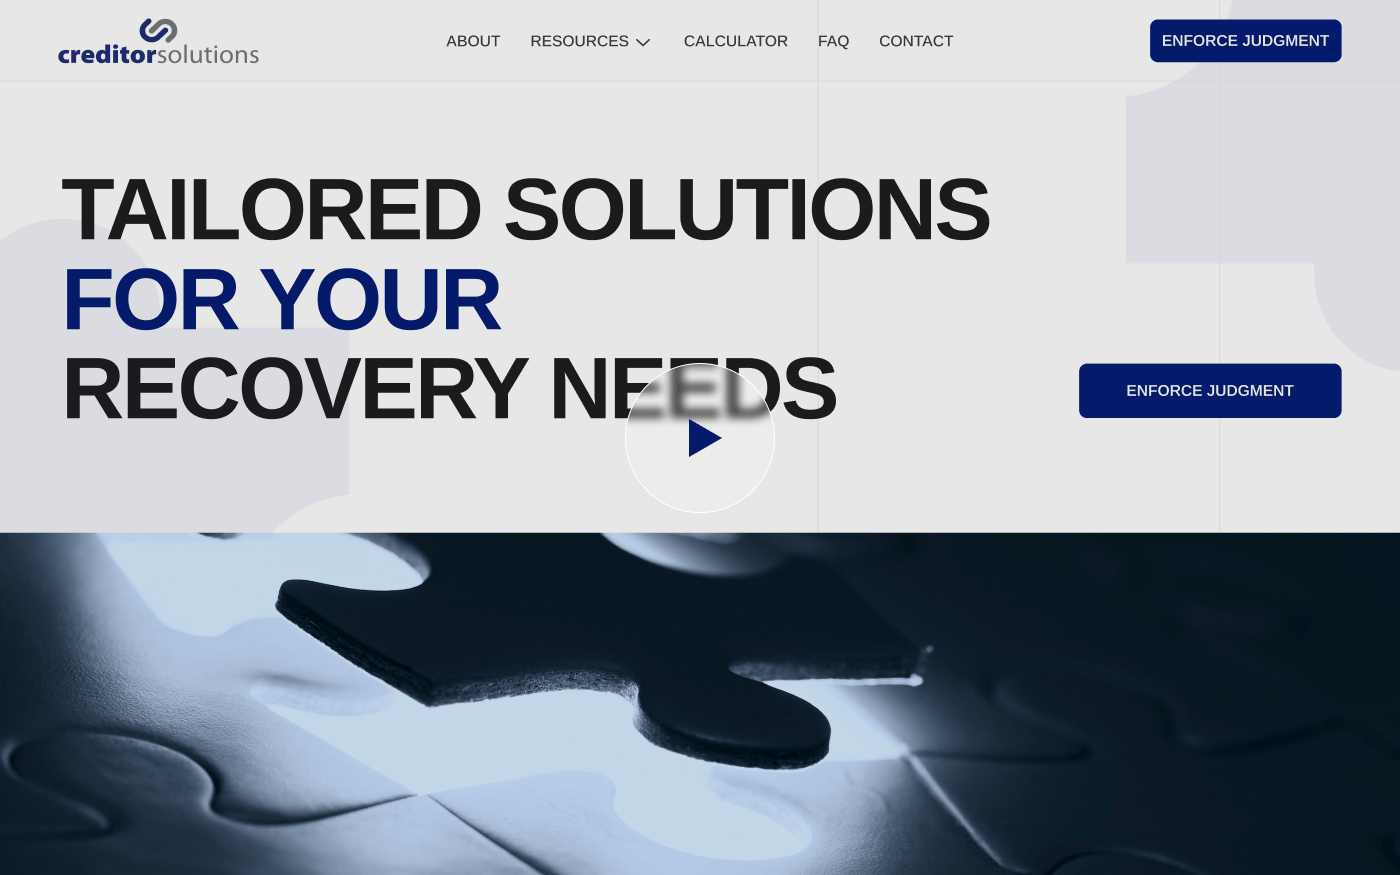 creditorsolutions
ABOUT
RESOURCES
CALCULATOR
FAQ
CONTACT
ENFORCE JUDGMENT
TAILORED SOLUTIONS
FOR YOUR
RECOVERY NEEDS
ENFORCE JUDGMENT